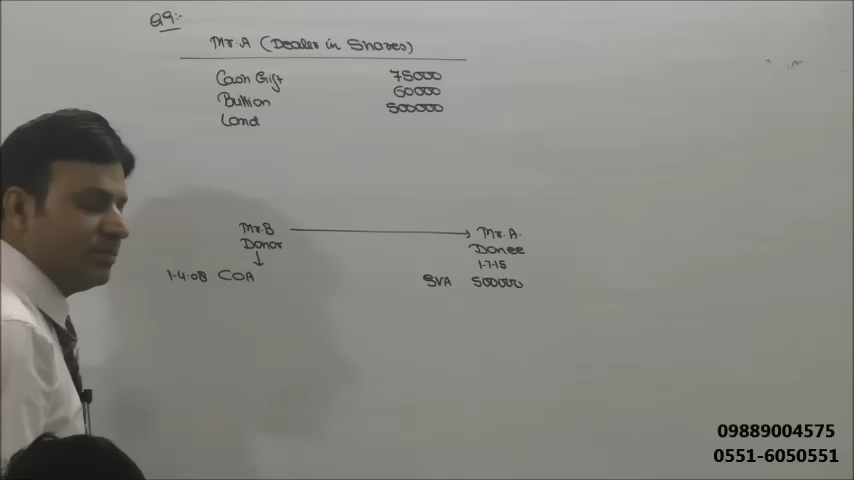 Q9:-
Mr. A (Dealer in Shares)
Cash Gift 75000
Bullion 60000
Land 500000
Mr. B → Mr. A.
Donor Donee
↓ 1-7-15
1-4-08 COA SVA 500000
09889004575
0551-6050551